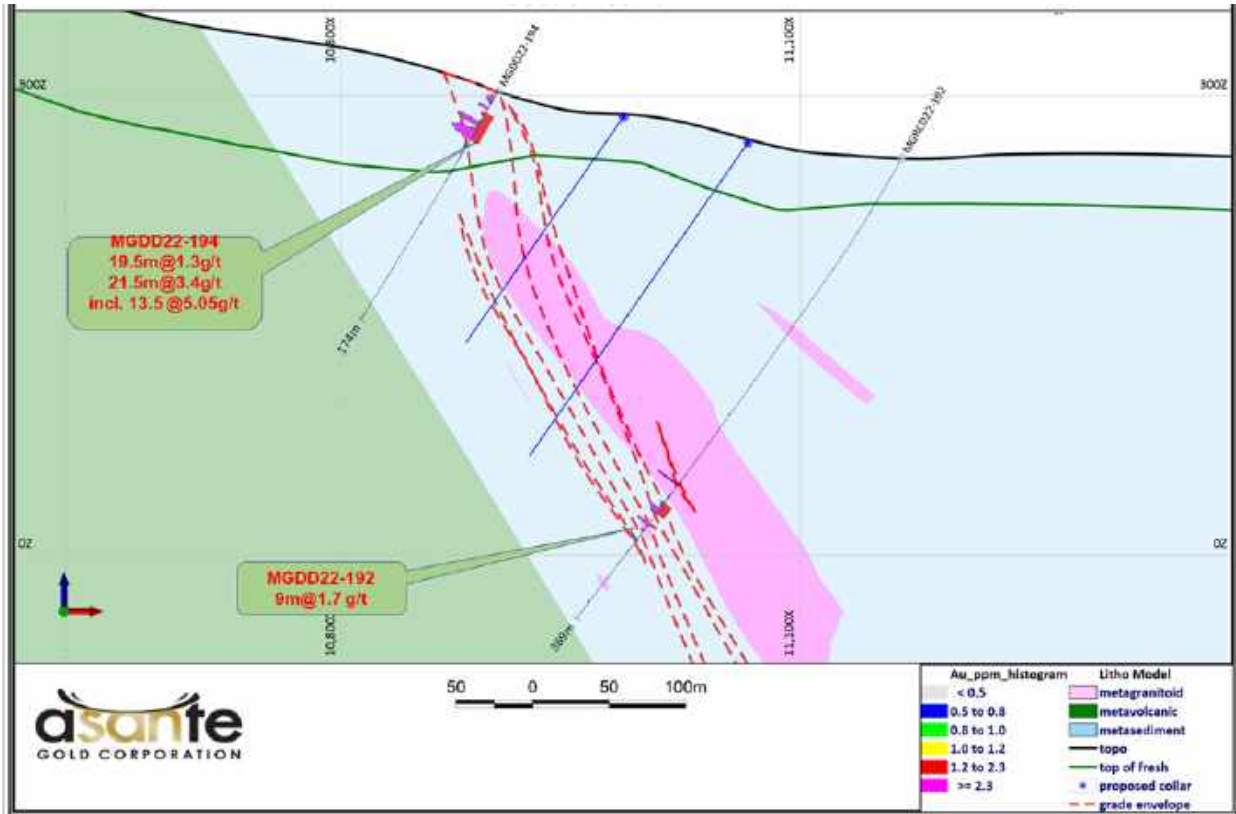 10,800X
11,100X
300Z
300Z
MGDD22-194
MGRCD22-192
MGDD22-194
19.5m@1.3g/t
21.5m@3.4g/t
incl. 13.5@5.05g/t
174m
0Z
0Z
MGDD22-192
9m@1.7 g/t
10,800X
11,100X
50 0 50 100m
asante
GOLD CORPORATION
Au_ppm_histogram
< 0.5
0.5 to 0.8
0.8 to 1.0
1.0 to 1.2
1.2 to 2.3
>= 2.3
Litho Model
metagranitoid
metavolcanic
metasediment
topo
top of fresh
proposed collar
grade envelope